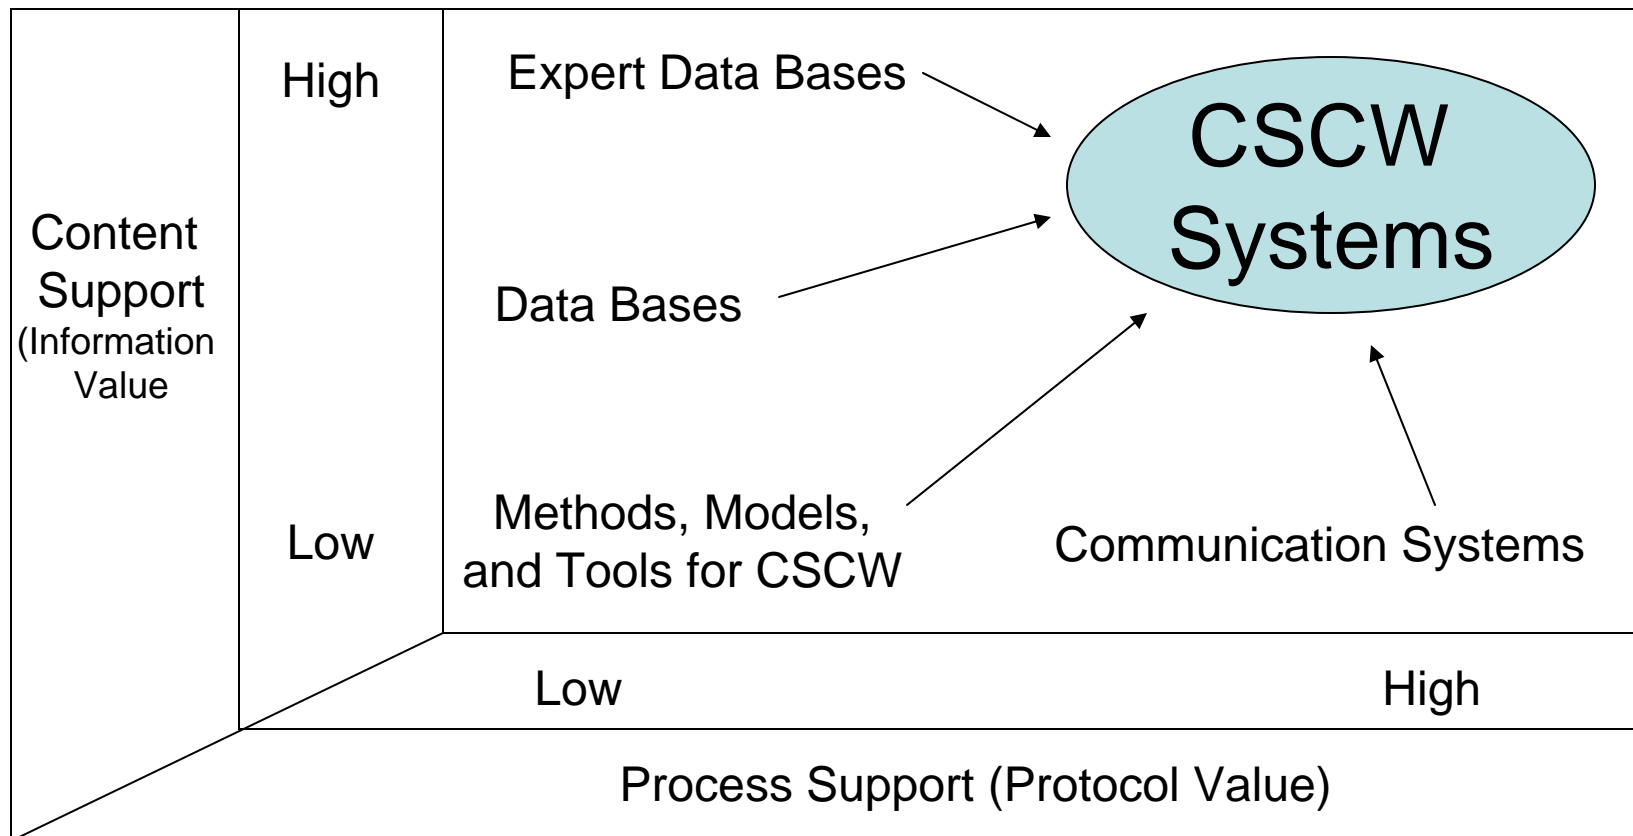 High
Expert Data Bases
CSCW
Systems
Content
Support
(Information
Value
Data Bases
Low
Methods, Models,
and Tools for CSCW
Communication Systems
Low
High
Process Support (Protocol Value)